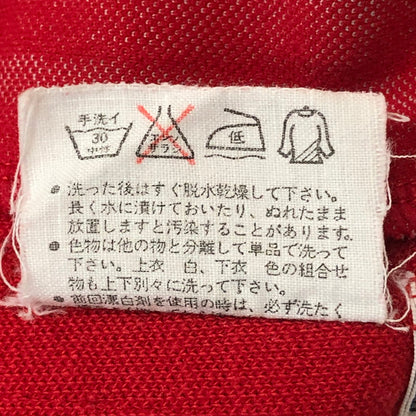 手洗イ
30
中性
エンソ
サラシ
低
● 洗った後はすぐ脱水乾燥して下さい。
長く水に漬けておいたり、ぬれたまま
放置しますと汚染することがあります。
● 色物は他の物と分離して単品で洗って
下さい。上衣 白、下衣 色の組合せ
物も上下別々に洗って下さい。
● 蛍白剤を使用の時は、必ず洗たく